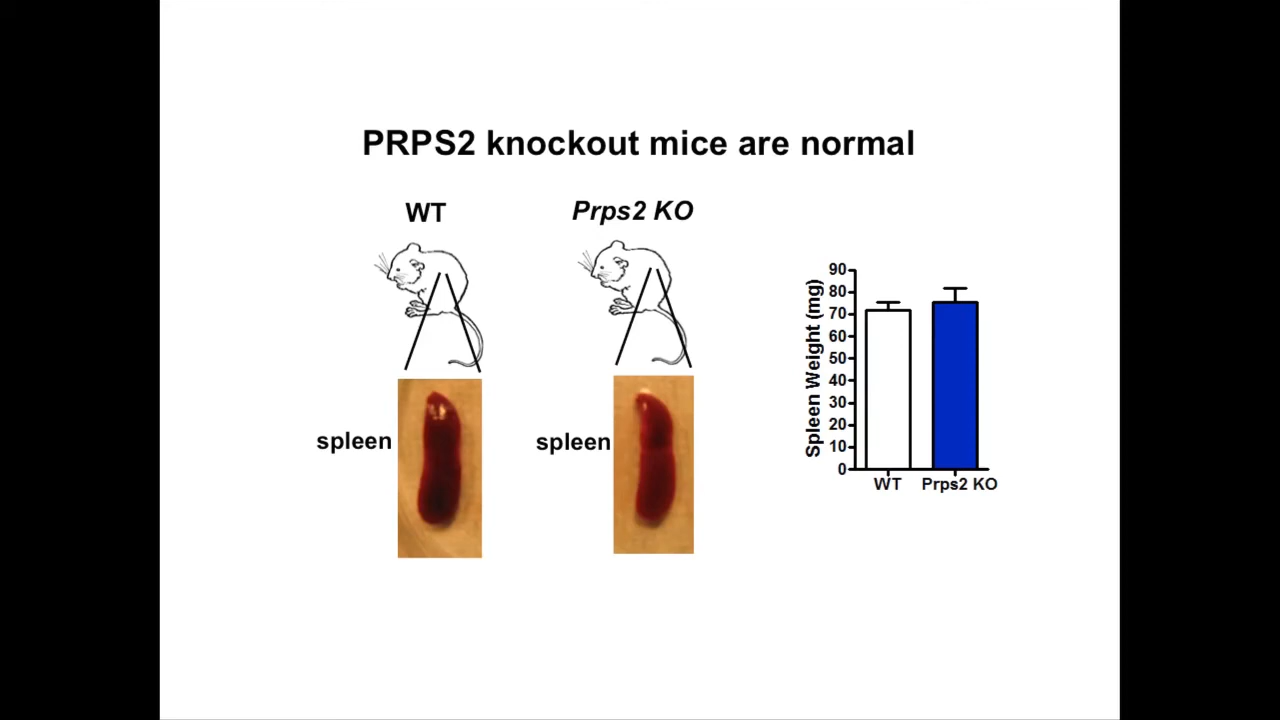 PRPS2 knockout mice are normal
WT
Prps2 KO
spleen
spleen
Spleen Weight (mg)
90
80
70
60
50
40
30
20
10
0
WT
Prps2 KO